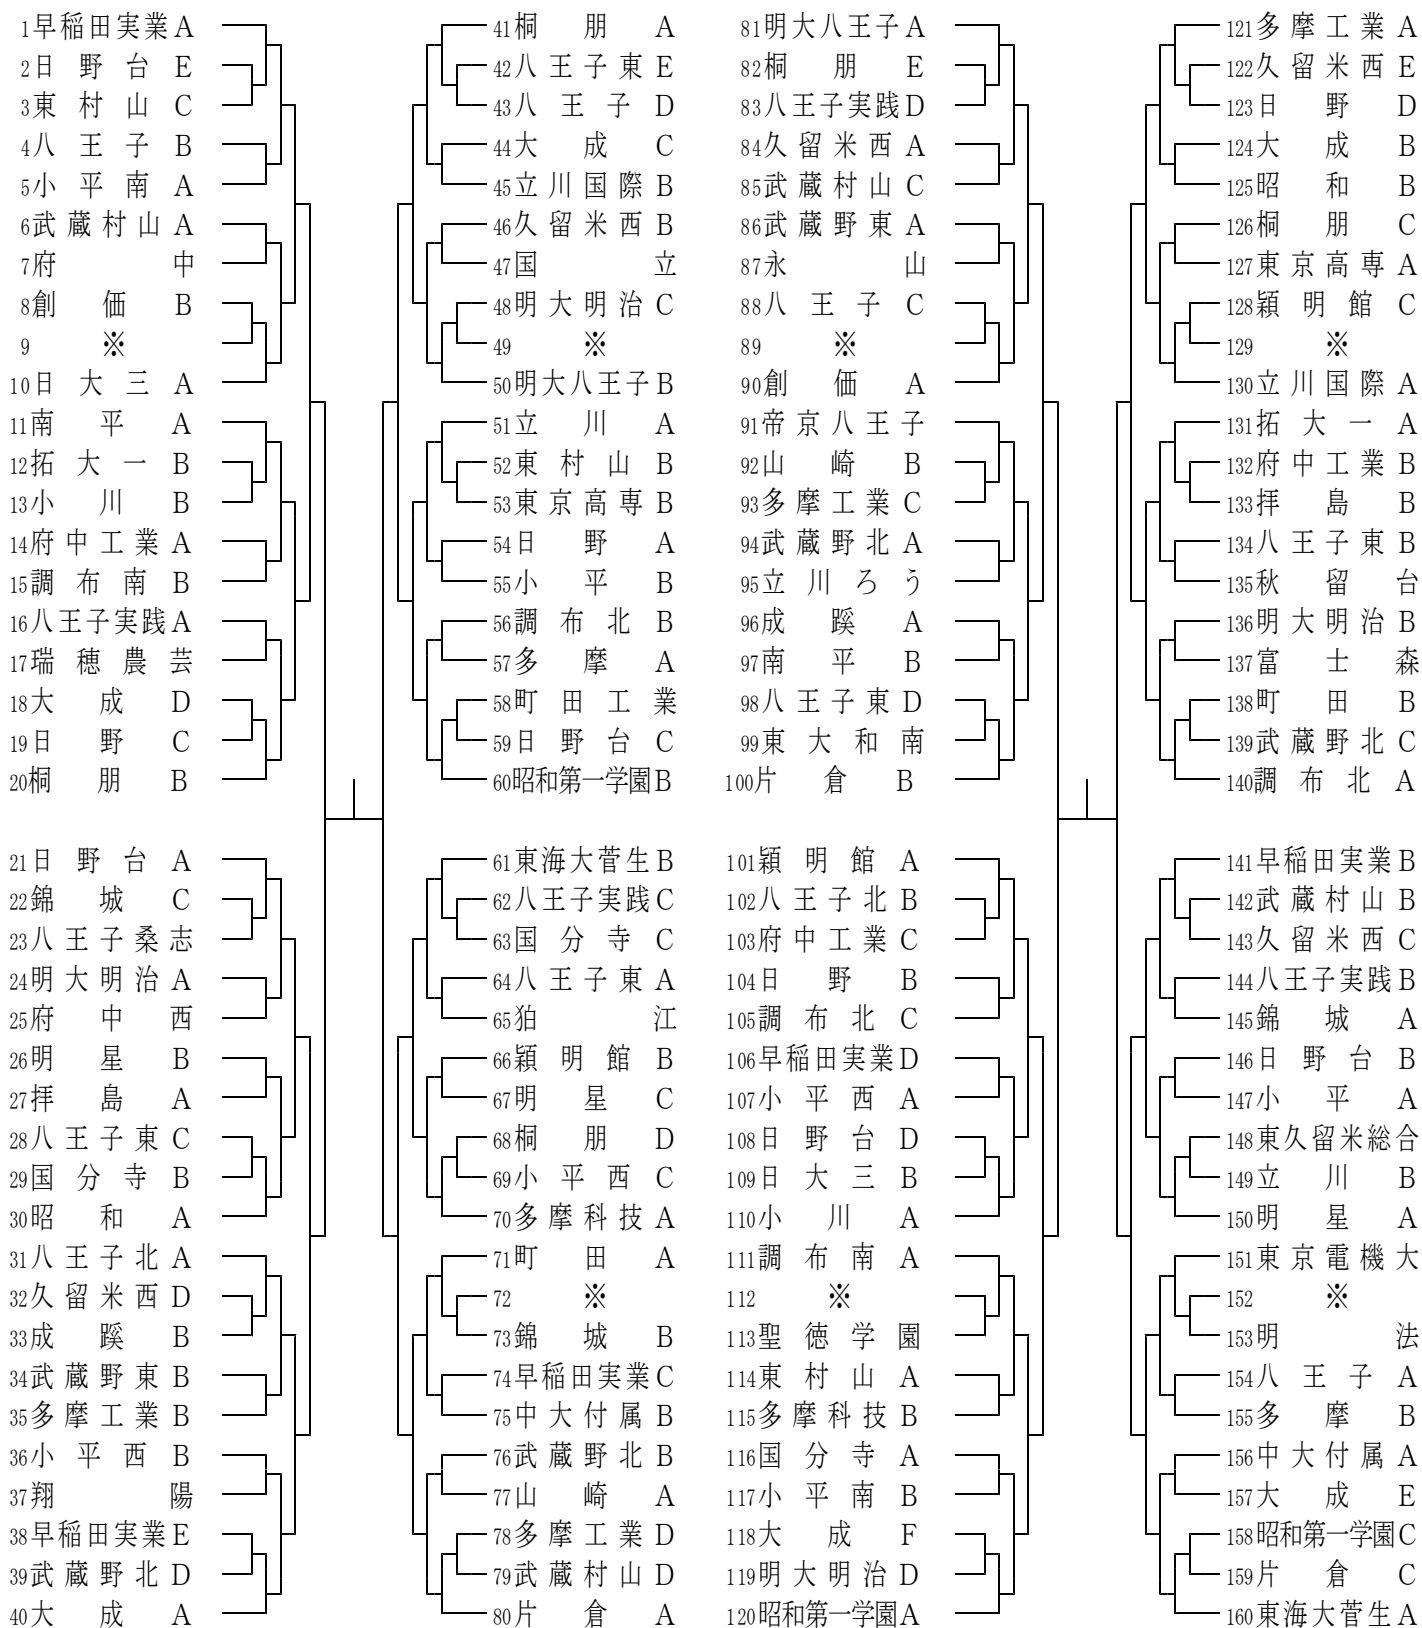 1早稲田実業A
2日野台E
3東村山C
4八王子B
5小平南A
6武蔵村山A
7府中
8創価B
9 ※
10日大三A
11南平A
12拓大一B
13小川B
14府中工業A
15調布南B
16八王子実践A
17瑞穂農芸
18大成D
19日野C
20桐朋B
21日野台A
22錦城C
23八王子桑志
24明大明治A
25府中西
26明星B
27拝島A
28八王子東C
29国分寺B
30昭和A
31八王子北A
32久留米西D
33成蹊B
34武蔵野東B
35多摩工業B
36小平西B
37翔陽
38早稲田実業E
39武蔵野北D
40大成A
41桐朋A
42八王子東E
43八王子D
44大成C
45立川国際B
46久留米西B
47国立
48明大明治C
49 ※
50明大八王子B
51立川A
52東村山B
53東京高専B
54日野A
55小平B
56調布北B
57多摩A
58町田工業
59日野台C
60昭和第一学園B
61東海大菅生B
62八王子実践C
63国分寺C
64八王子東A
65狛江
66穎明館B
67明星C
68桐朋D
69小平西C
70多摩科技A
71町田A
72 ※
73錦城B
74早稲田実業C
75中大付属B
76武蔵野北B
77山崎A
78多摩工業D
79武蔵村山D
80片倉A
81明大八王子A
82桐朋E
83八王子実践D
84久留米西A
85武蔵村山C
86武蔵野東A
87永山
88八王子C
89 ※
90創価A
91帝京八王子
92山崎B
93多摩工業C
94武蔵野北A
95立川ろう
96成蹊A
97南平B
98八王子東D
99東大和南
100片倉B
101穎明館A
102八王子北B
103府中工業C
104日野B
105調布北C
106早稲田実業D
107小平西A
108日野台D
109日大三B
110小川A
111調布南A
112 ※
113聖徳学園
114東村山A
115多摩科技B
116国分寺A
117小平南B
118大成F
119明大明治D
120昭和第一学園A
121多摩工業A
122久留米西E
123日野D
124大成B
125昭和B
126桐朋C
127東京高専A
128穎明館C
129 ※
130立川国際A
131拓大一A
132府中工業B
133拝島B
134八王子東B
135秋留台
136明大明治B
137富士森
138町田B
139武蔵野北C
140調布北A
141早稲田実業B
142武蔵村山B
143久留米西C
144八王子実践B
145錦城A
146日野台B
147小平A
148東久留米総合
149立川B
150明星A
151東京電機大
152 ※
153明法
154八王子A
155多摩B
156中大付属A
157大成E
158昭和第一学園C
159片倉C
160東海大菅生A